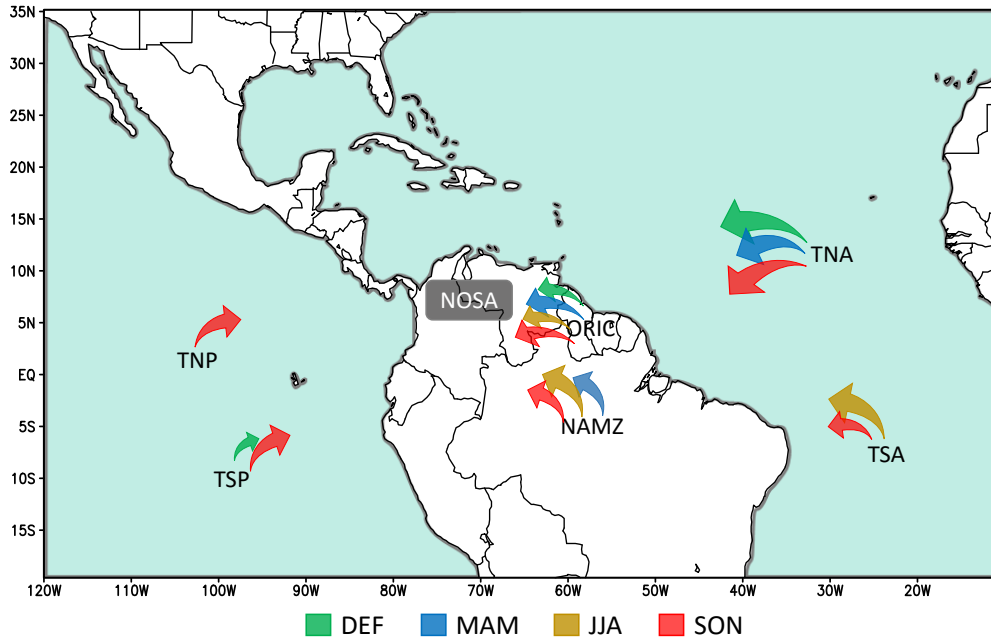 35N
30N
25N
20N
15N
TNA
10N
NOSA
5N
ORIC
TNP
EQ
NAMZ
5S
TSA
TSP
10S
15S
120W 110W 100W 90W 80W 70W 60W 50W 40W 30W 20W
DEF MAM JJA SON